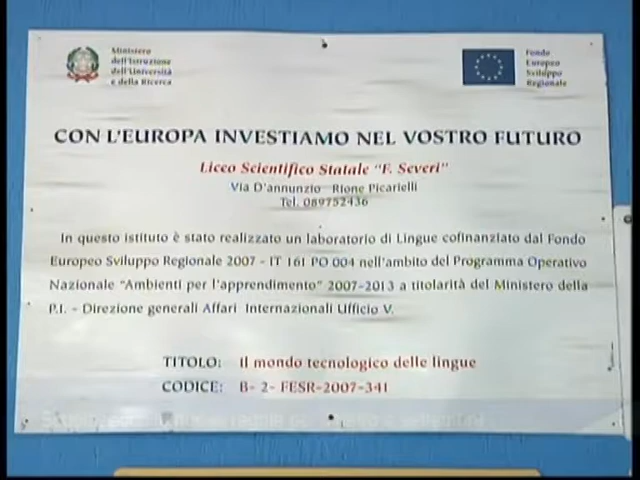 Ministero
dell'Istruzione
dell'Università
e della Ricerca
Fondo
Europeo
Sviluppo
Regionale
CON L'EUROPA INVESTIAMO NEL VOSTRO FUTURO
Liceo Scientifico Statale "F. Severi"
Via D'annunzio Rione Picarielli
Tel. 089752436
In questo istituto è stato realizzato un laboratorio di Lingue cofinanziato dal Fondo
Europeo Sviluppo Regionale 2007 - IT 161 PO 004 nell'ambito del Programma Operativo
Nazionale "Ambienti per l'apprendimento" 2007-2013 a titolarità del Ministero della
P.I. - Direzione generali Affari Internazionali Ufficio V.
TITOLO: Il mondo tecnologico delle lingue
CODICE: B- 2- FESR-2007-341